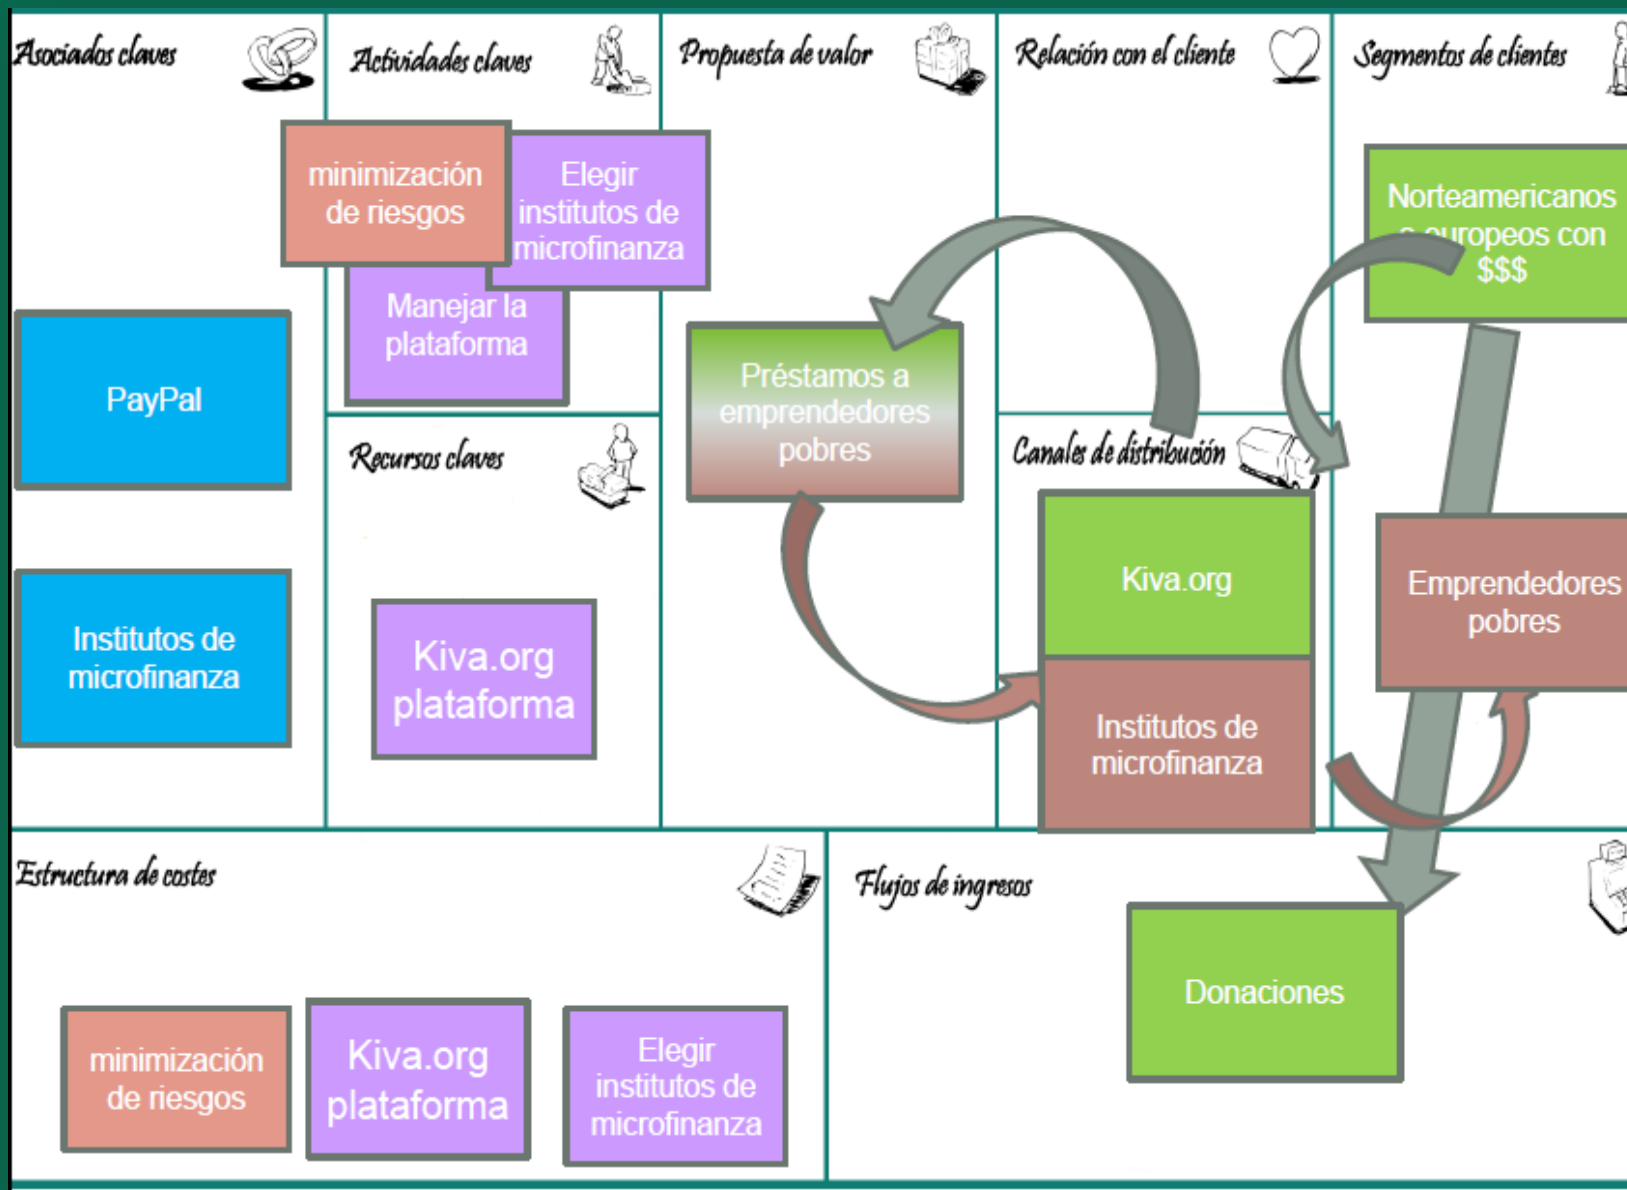 Asociados claves
Actividades claves
Propuesta de valor
Relación con el cliente
Segmentos de clientes
minimización
de riesgos
Elegir
institutos de
microfinanza
Manejar la
plataforma
PayPal
Institutos de
microfinanza
Recursos claves
Kiva.org
plataforma
Préstamos a
emprendedores
pobres
Canales de distribución
Kiva.org
Institutos de
microfinanza
Norteamericanos
europeos con
$$$
Emprendedores
pobres
Estructura de costes
minimización
de riesgos
Kiva.org
plataforma
Elegir
institutos de
microfinanza
Flujos de ingresos
Donaciones